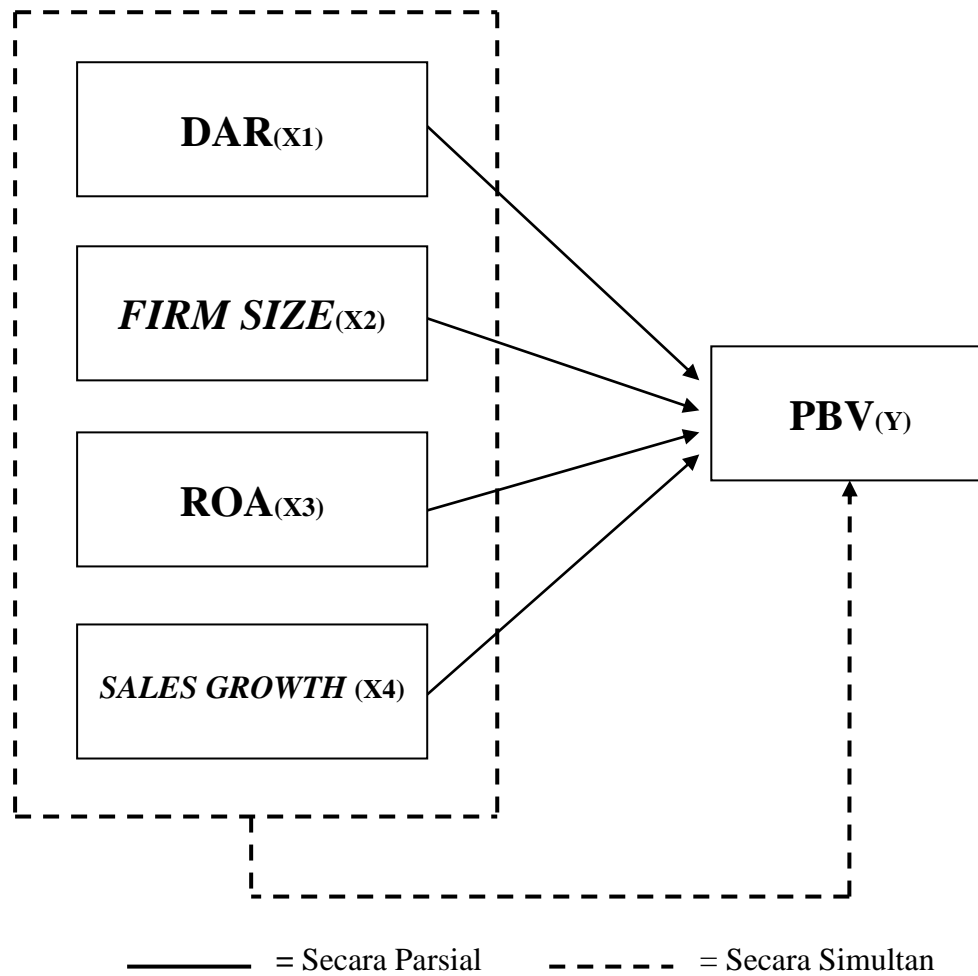 DAR(X1)
FIRM SIZE(X2)
ROA(X3)
SALES GROWTH (X4)
PBV(Y)
= Secara Parsial
= Secara Simultan